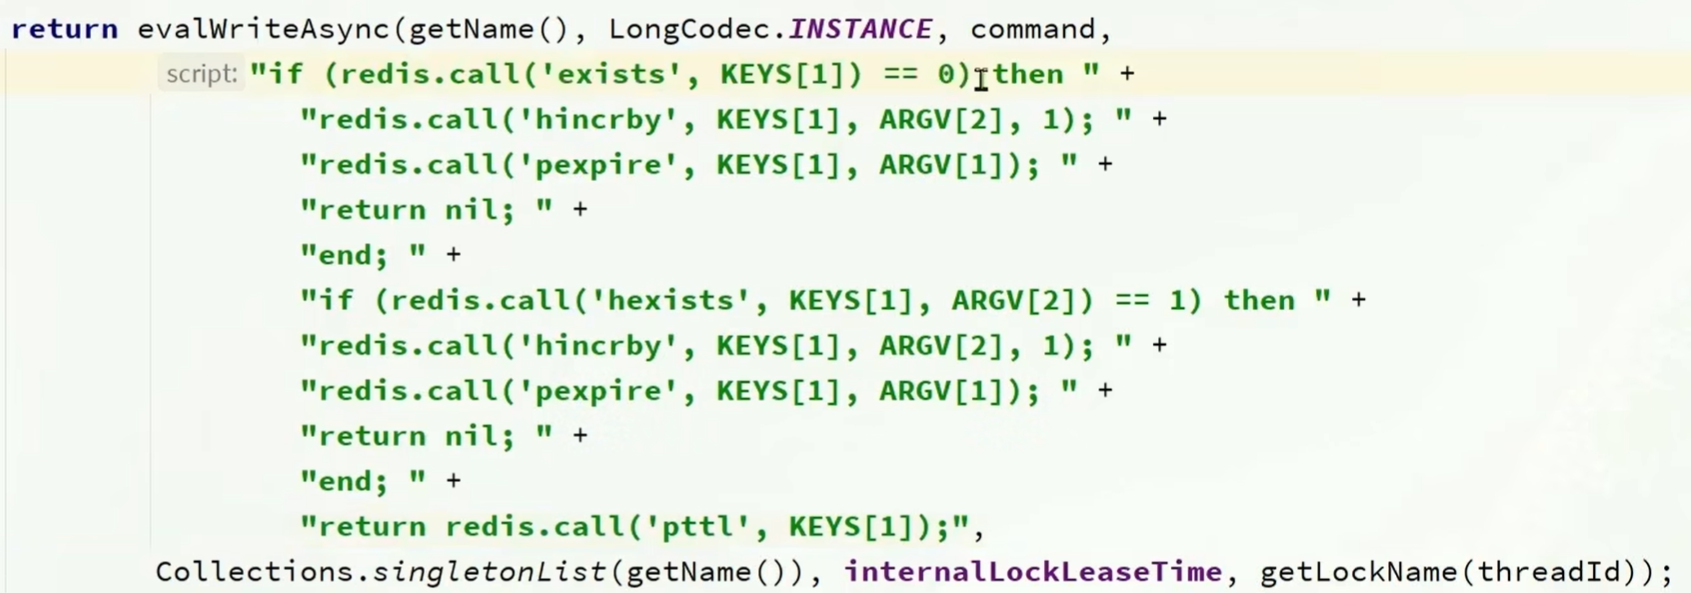 return evalWriteAsync(getName(), LongCodec.INSTANCE, command,
script: "if (redis.call('exists', KEYS[1]) == 0) then " +
"redis.call('hincrby', KEYS[1], ARGV[2], 1); " +
"redis.call('pexpire', KEYS[1], ARGV[1]); " +
"return nil; " +
"end; " +
"if (redis.call('hexists', KEYS[1], ARGV[2]) == 1) then " +
"redis.call('hincrby', KEYS[1], ARGV[2], 1); " +
"redis.call('pexpire', KEYS[1], ARGV[1]); " +
"return nil; " +
"end; " +
"return redis.call('pttl', KEYS[1]);",
Collections.singletonList(getName()), internalLockLeaseTime, getLockName(threadId));